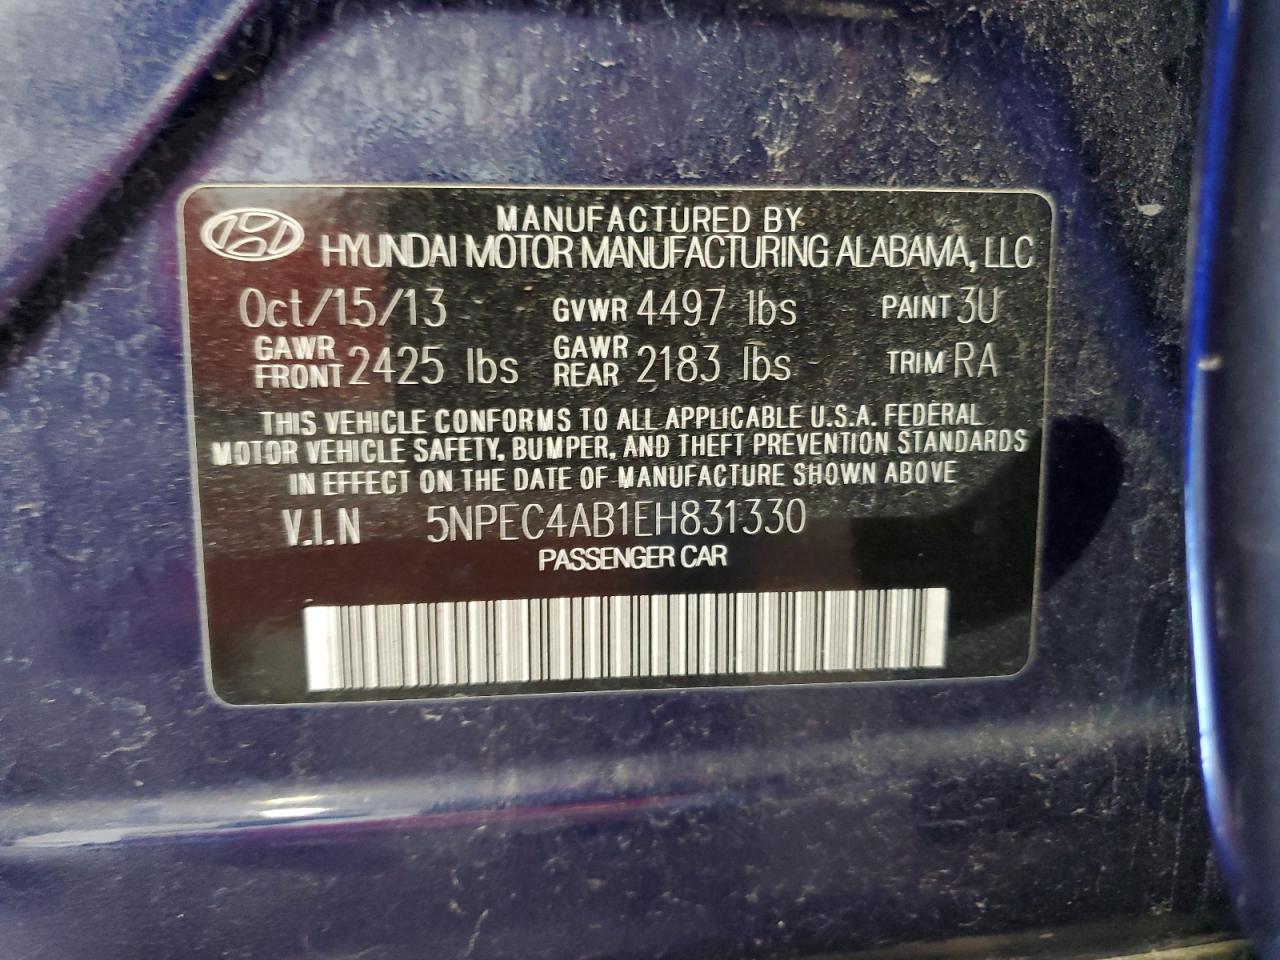 MANUFACTURED BY
HYUNDAI MOTOR MANUFACTURING ALABAMA, LLC
Oct/15/13 GVWR 4497 lbs PAINT 3U
GAWR FRONT 2425 lbs GAWR REAR 2183 lbs TRIM RA
THIS VEHICLE CONFORMS TO ALL APPLICABLE U.S.A. FEDERAL
MOTOR VEHICLE SAFETY, BUMPER, AND THEFT PREVENTION STANDARDS
IN EFFECT ON THE DATE OF MANUFACTURE SHOWN ABOVE
V.I.N 5NPEC4AB1EH831330
PASSENGER CAR